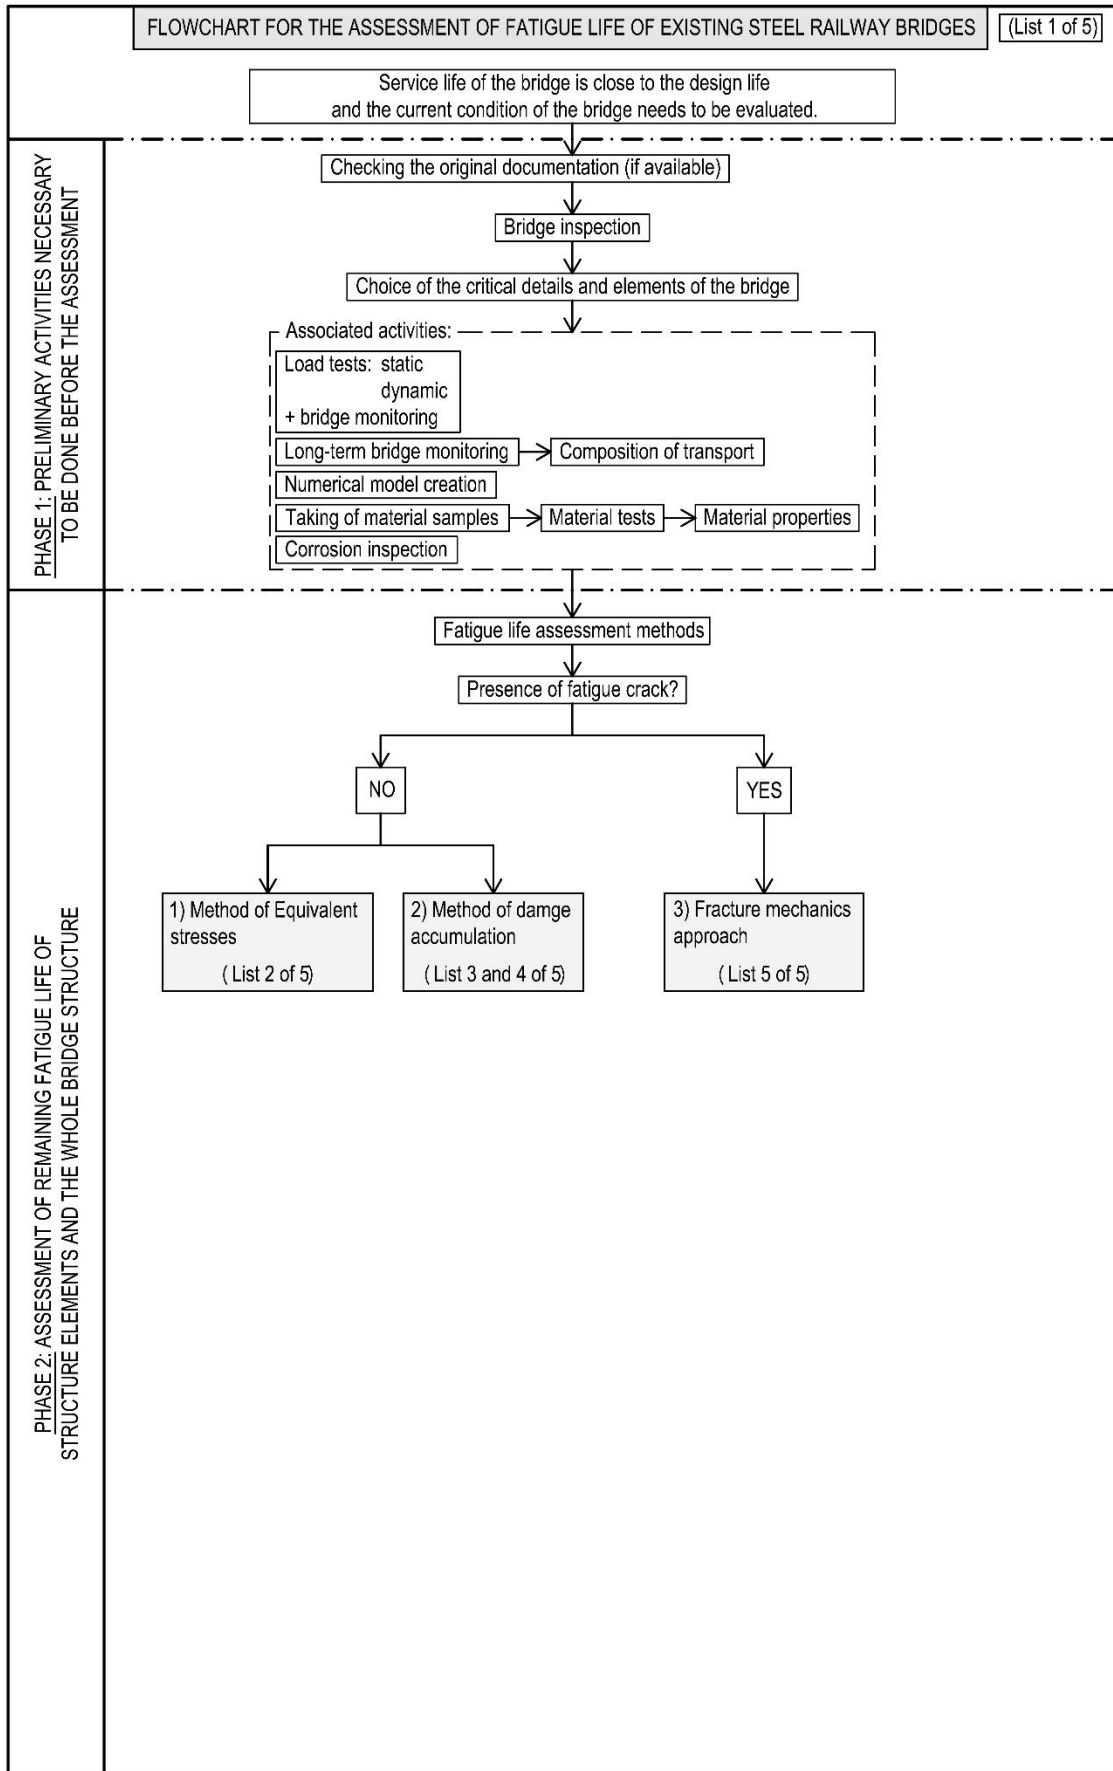 FLOWCHART FOR THE ASSESSMENT OF FATIGUE LIFE OF EXISTING STEEL RAILWAY BRIDGES
(List 1 of 5)
Service life of the bridge is close to the design life
and the current condition of the bridge needs to be evaluated.
PHASE 1: PRELIMINARY ACTIVITIES NECESSARY
TO BE DONE BEFORE THE ASSESSMENT
Checking the original documentation (if available)
Bridge inspection
Choice of the critical details and elements of the bridge
Associated activities:
Load tests: static
dynamic
+ bridge monitoring
Long-term bridge monitoring
Composition of transport
Numerical model creation
Taking of material samples
Material tests
Material properties
Corrosion inspection
PHASE 2: ASSESSMENT OF REMAINING FATIGUE LIFE OF
STRUCTURE ELEMENTS AND THE WHOLE BRIDGE STRUCTURE
Fatigue life assessment methods
Presence of fatigue crack?
NO
YES
1) Method of Equivalent
stresses
( List 2 of 5)
2) Method of damge
accumulation
( List 3 and 4 of 5)
3) Fracture mechanics
approach
( List 5 of 5)